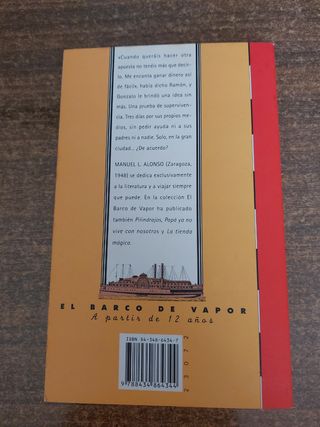 «Cuando queráis hacer otra
apuesta no tenéis más que decir-
lo. Me encanta ganar dinero así
de fácil», había dicho Ramón, y
Gonzalo le brindó una idea sin
más. Una prueba de superviven-
cia. Tres días por sus propios me-
dios, sin pedir ayuda ni a sus
padres ni a nadie. Solo, en la gran
ciudad... ¿De acuerdo?
MANUEL L. ALONSO (Zaragoza,
1948) se dedica exclusivamente
a la literatura y a viajar siempre
que puede. En la colección El
Barco de Vapor ha publicado
también Pilindrajos, Papá ya no
vive con nosotros y La tienda
mágica.
EL BARCO DE VAPOR
A partir de 12 años
ISBN 84-348-6434-7
9 788434 864344
23072